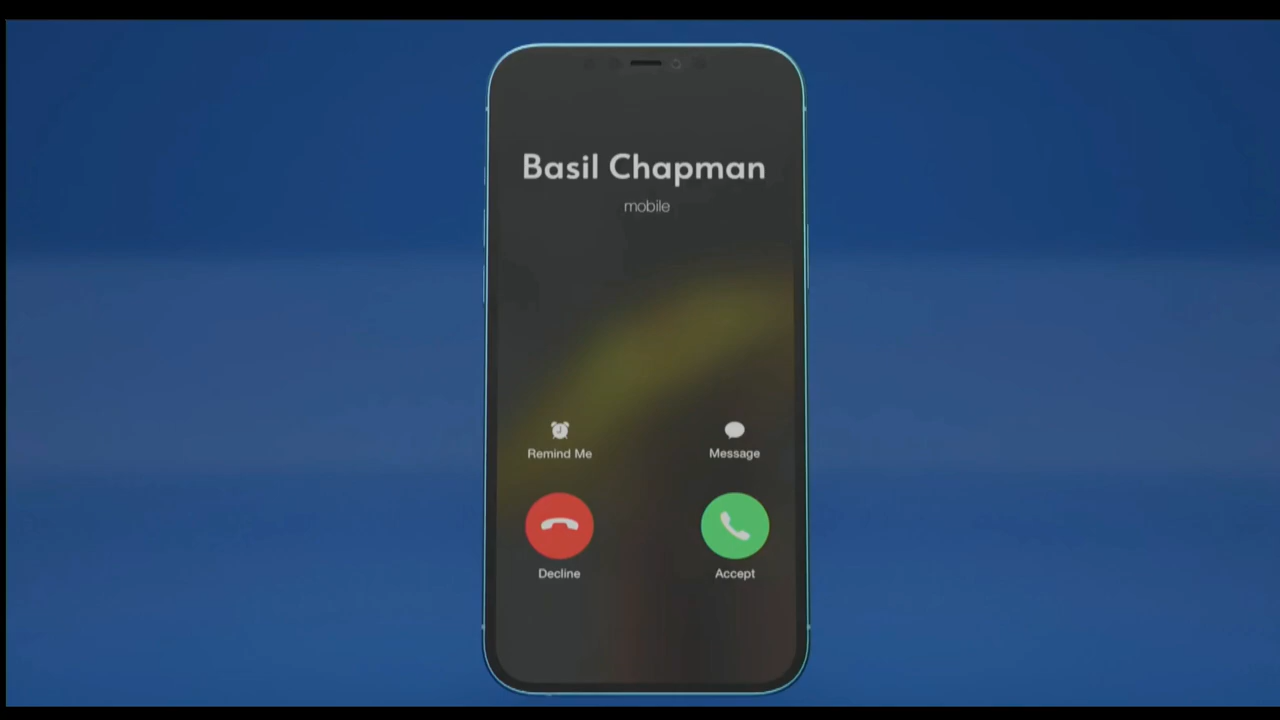 Basil Chapman
mobile
Remind Me
Message
Decline
Accept